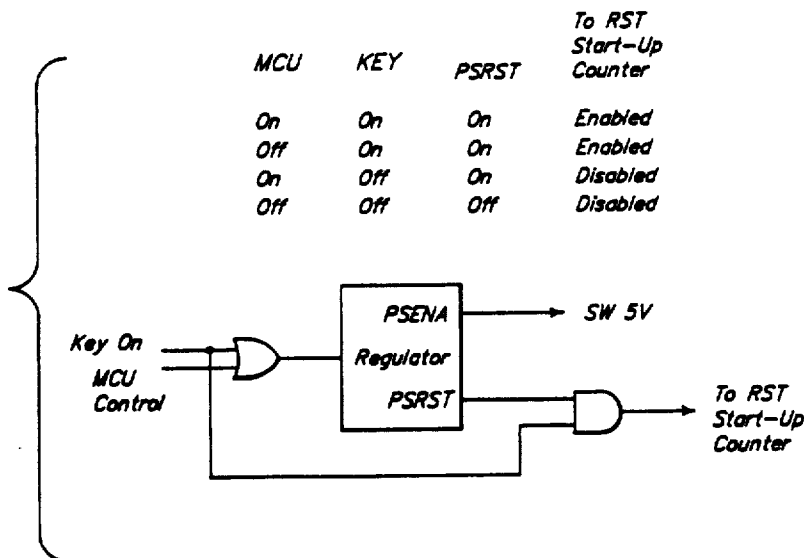 To RST
Start-Up
MCU KEY PSRST Counter
On On On Enabled
Off On On Enabled
On Off On Disabled
Off Off Off Disabled
PSENA SW 5V
Key On
Regulator
MCU
Control
PSRST
To RST
Start-Up
Counter